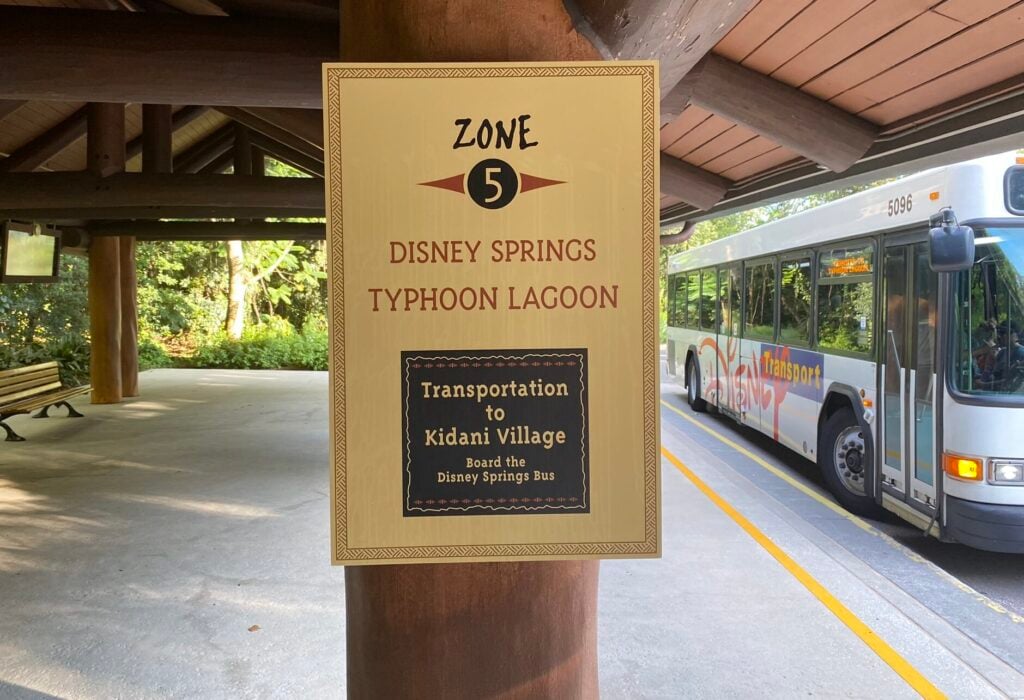 ZONE
5
DISNEY SPRINGS
TYPHOON LAGOON
Transportation
to
Kidani Village
Board the
Disney Springs Bus
5096
DISNEY Transport